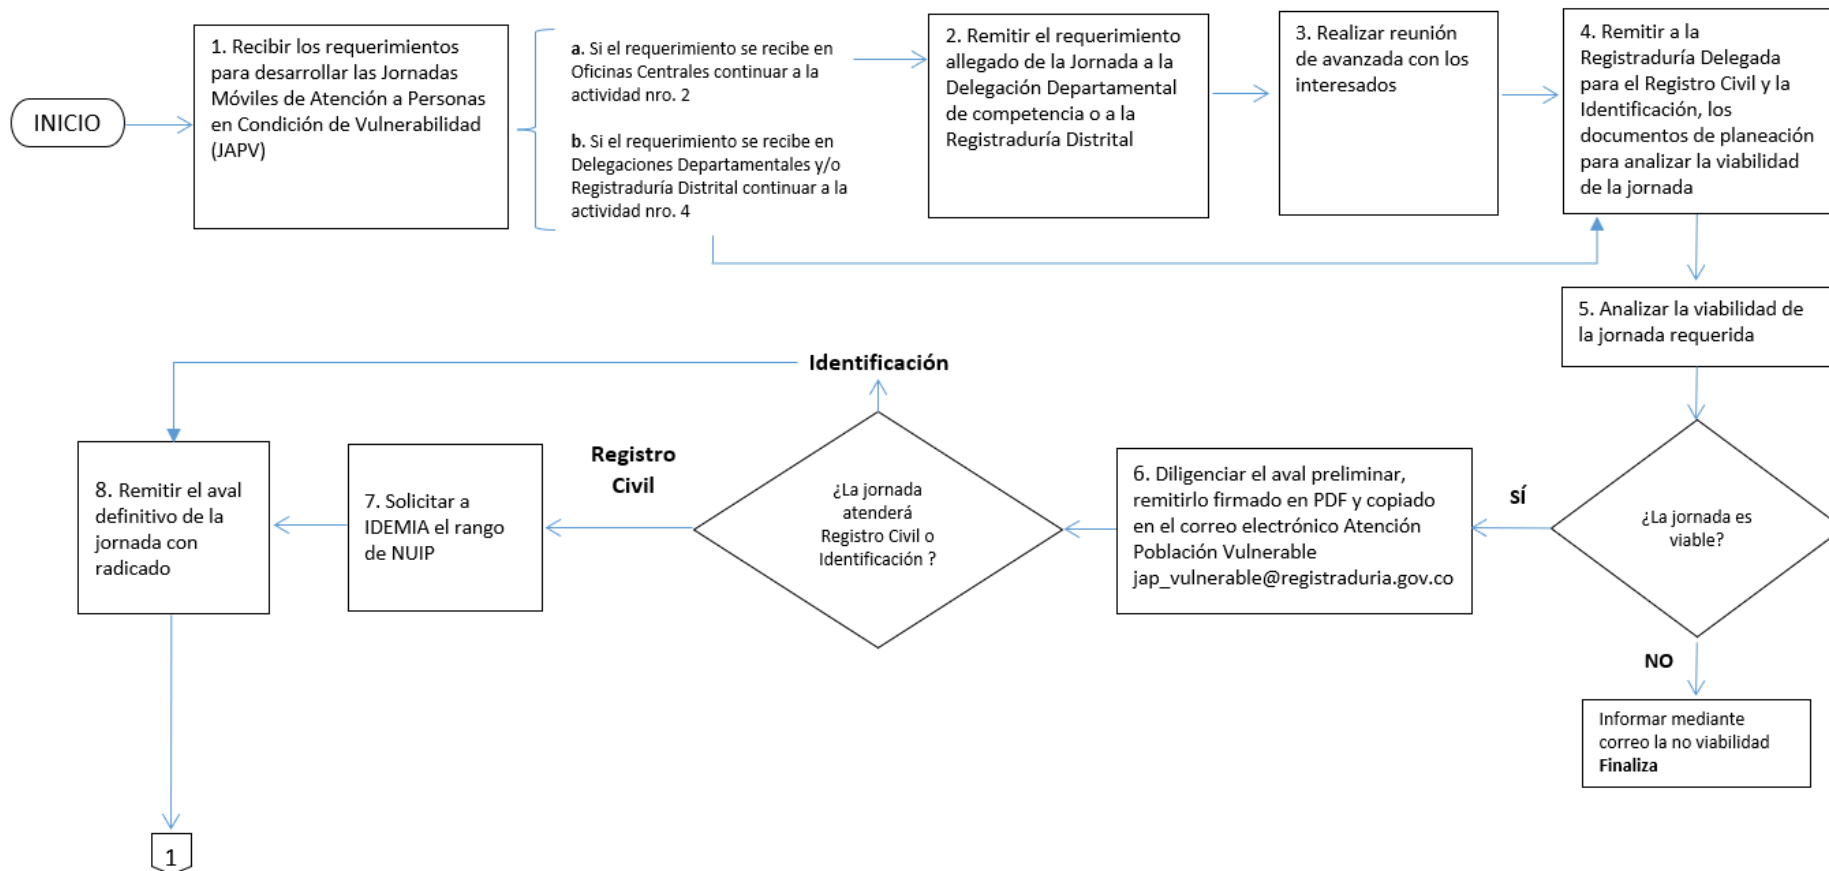 INICIO
1. Recibir los requerimientos
para desarrollar las Jornadas
Móviles de Atención a Personas
en Condición de Vulnerabilidad
(JAPV)
a. Si el requerimiento se recibe en
Oficinas Centrales continuar a la
actividad nro. 2
b. Si el requerimiento se recibe en
Delegaciones Departamentales y/o
Registraduría Distrital continuar a la
actividad nro. 4
2. Remitir el requerimiento
allegado de la Jornada a la
Delegación Departamental
de competencia o a la
Registraduría Distrital
3. Realizar reunión
de avanzada con los
interesados
4. Remitir a la
Registraduría Delegada
para el Registro Civil y la
Identificación, los
documentos de planeación
para analizar la viabilidad
de la jornada
5. Analizar la viabilidad de
la jornada requerida
¿La jornada es
viable?
SÍ
NO
Informar mediante
correo la no viabilidad
Finaliza
6. Diligenciar el aval preliminar,
remitirlo firmado en PDF y copiado
en el correo electrónico Atención
Población Vulnerable
jap_vulnerable@registraduria.gov.co
¿La jornada
atenderá
Registro Civil o
Identificación ?
Identificación
Registro
Civil
7. Solicitar a
IDEMIA el rango
de NUIP
8. Remitir el aval
definitivo de la
jornada con
radicado
1